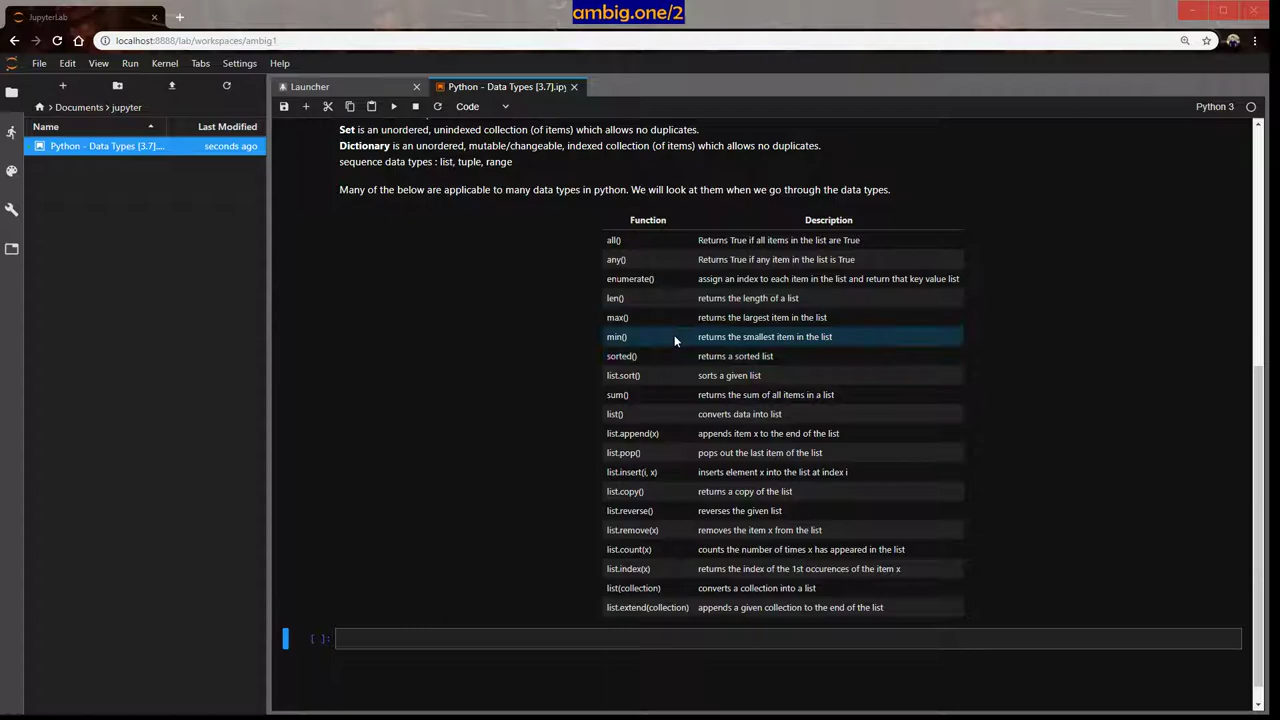 JupyterLab
ambig.one/2
localhost:8888/lab/workspaces/ambig1
File Edit View Run Kernel Tabs Settings Help
Launcher
Python - Data Types [3.7].ipy
Documents jupyter
Code
Python 3
Name Last Modified
Python - Data Types [3.7].... seconds ago
Set is an unordered, unindexed collection (of items) which allows no duplicates.
Dictionary is an unordered, mutable/changeable, indexed collection (of items) which allows no duplicates.
sequence data types : list, tuple, range
Many of the below are applicable to many data types in python. We will look at them when we go through the data types.
Function Description
all() Returns True if all items in the list are True
any() Returns True if any item in the list is True
enumerate() assign an index to each item in the list and return that key value list
len() returns the length of a list
max() returns the largest item in the list
min() returns the smallest item in the list
sorted() returns a sorted list
list.sort() sorts a given list
sum() returns the sum of all items in a list
list() converts data into list
list.append(x) appends item x to the end of the list
list.pop() pops out the last item of the list
list.insert(i, x) inserts element x into the list at index i
list.copy() returns a copy of the list
list.reverse() reverses the given list
list.remove(x) removes the item x from the list
list.count(x) counts the number of times x has appeared in the list
list.index(x) returns the index of the 1st occurences of the item x
list(collection) converts a collection into a list
list.extend(collection) appends a given collection to the end of the list
[ ]: